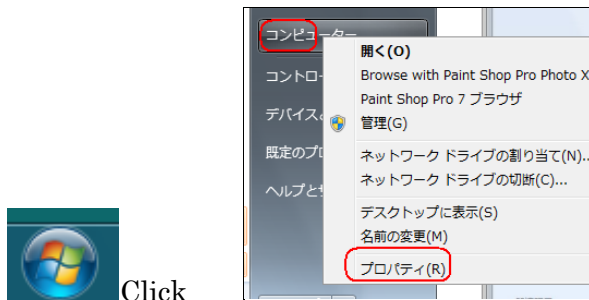 コンピューター
開く(O)
コントロー
Browse with Paint Shop Pro Photo X
Paint Shop Pro 7 ブラウザ
デバイスと
管理(G)
既定のプロ
ネットワーク ドライブの割り当て(N)..
ネットワーク ドライブの切断(C)...
ヘルプとサ
デスクトップに表示(S)
名前の変更(M)
プロパティ(R)
Click